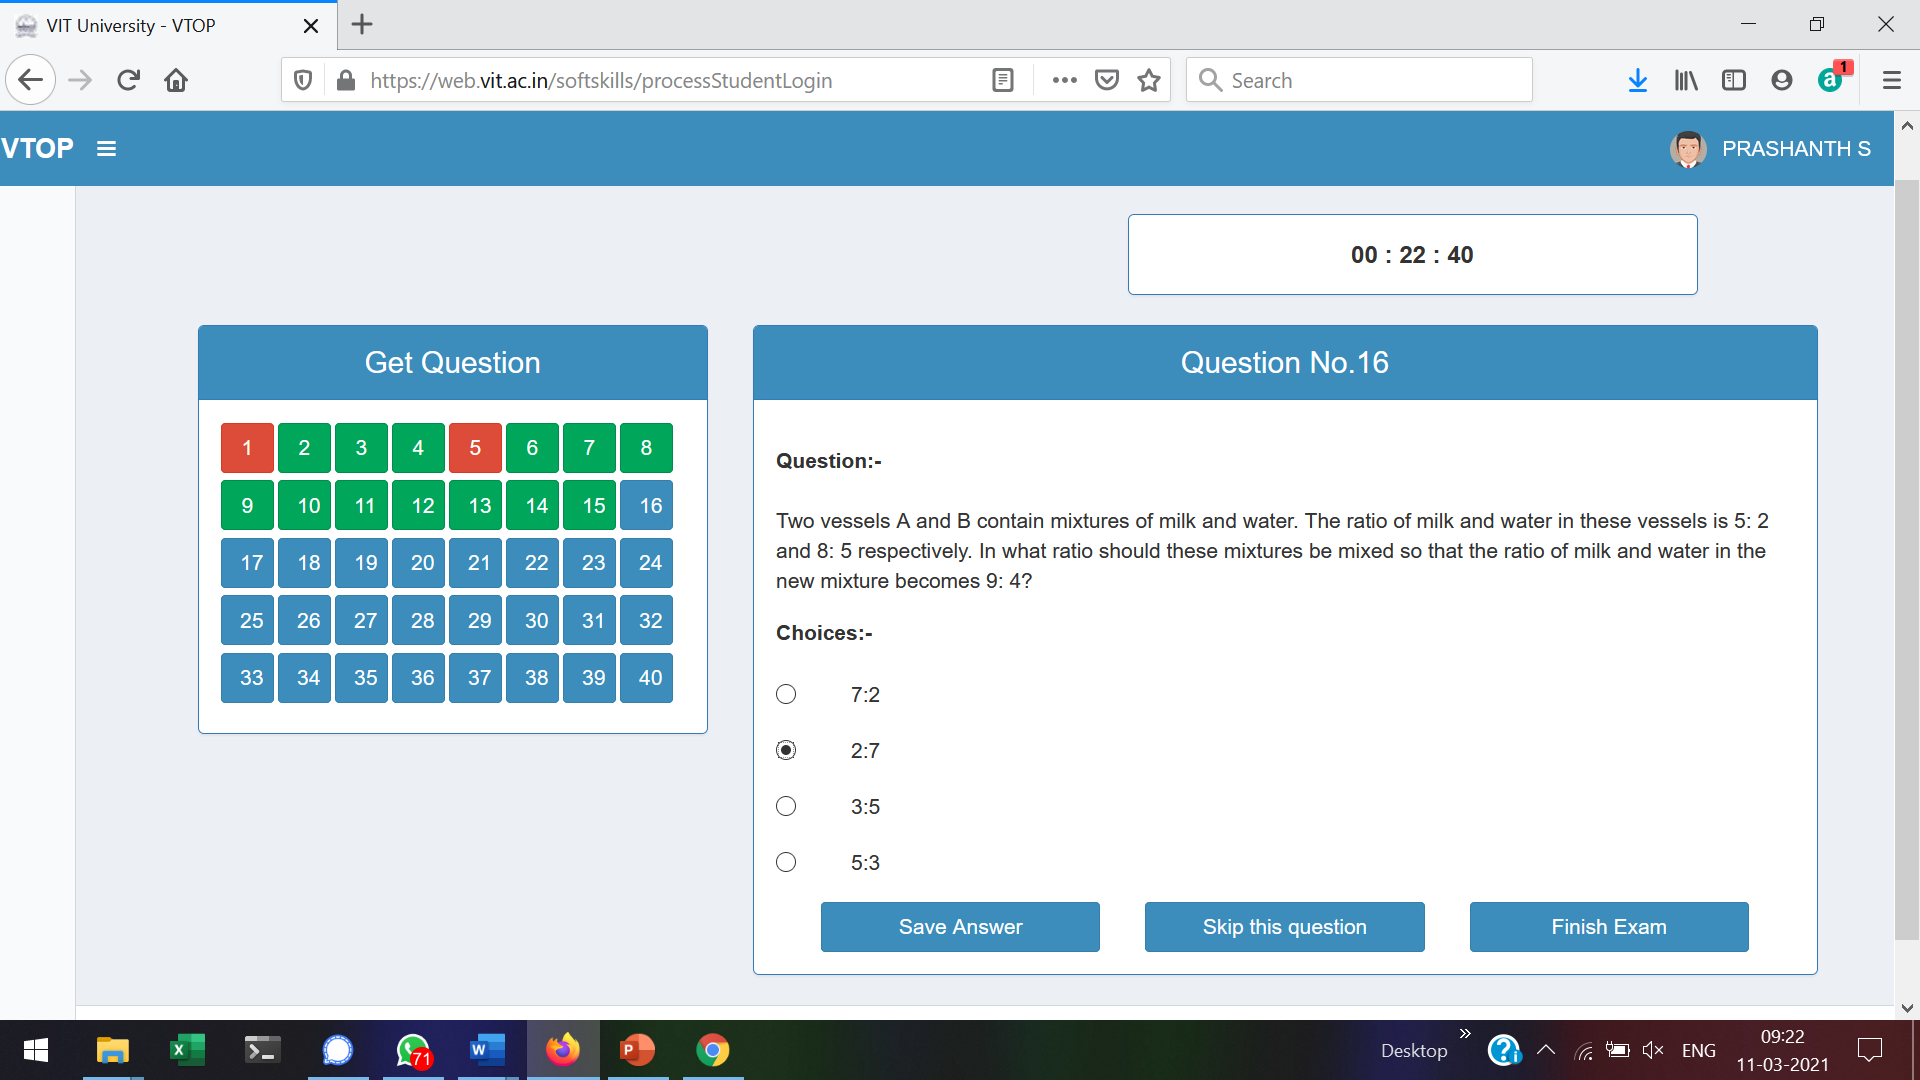 VIT University - VTOP
https://web.vit.ac.in/softskills/processStudentLogin
Search
1
VTOP
PRASHANTH S
00 : 22 : 40
Get Question
1 2 3 4 5 6 7 8
9 10 11 12 13 14 15 16
17 18 19 20 21 22 23 24
25 26 27 28 29 30 31 32
33 34 35 36 37 38 39 40
Question No.16
Question:-
Two vessels A and B contain mixtures of milk and water. The ratio of milk and water in these vessels is 5: 2
and 8: 5 respectively. In what ratio should these mixtures be mixed so that the ratio of milk and water in the
new mixture becomes 9: 4?
Choices:-
7:2
2:7
3:5
5:3
Save Answer
Skip this question
Finish Exam
71
Desktop
ENG
09:22
11-03-2021